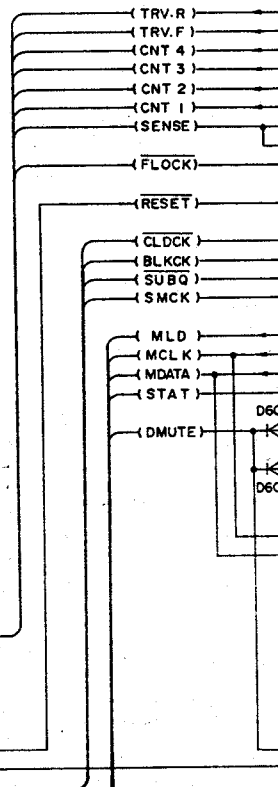 TRV.R
TRV.F
CNT 4
CNT 3
CNT 2
CNT 1
SENSE
FLOCK
RESET
CLDCK
BLKCK
SUBQ
SMCK
MLD
MCLK
MDATA
STAT
DMUTE